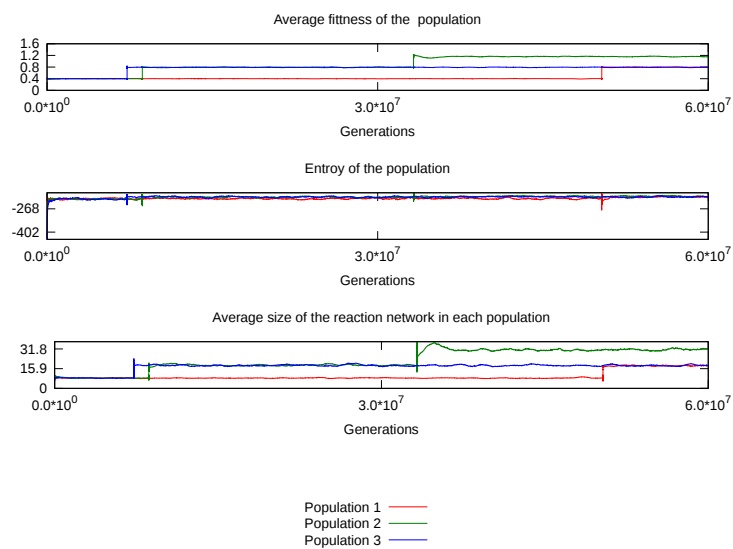 Average fittness of the population
1.6
1.2
0.8
0.4
0
0.0*10^0 3.0*10^7 6.0*10^7
Generations
Entroy of the population
-268
-402
0.0*10^0 3.0*10^7 6.0*10^7
Generations
Average size of the reaction network in each population
31.8
15.9
0
0.0*10^0 3.0*10^7 6.0*10^7
Generations
Population 1
Population 2
Population 3